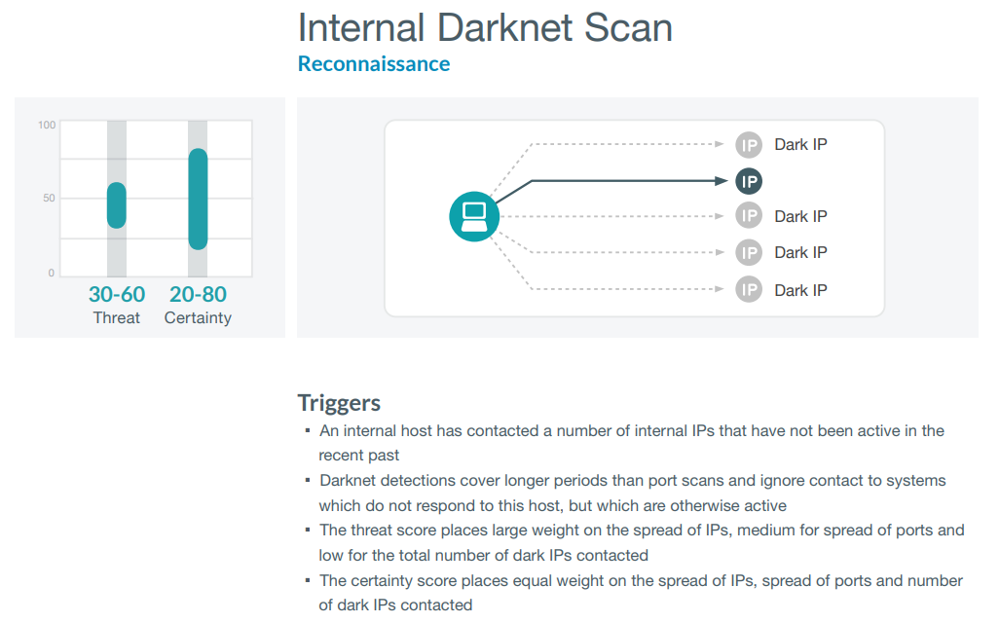 Internal Darknet Scan
Reconnaissance
100
50
0
30-60
Threat
20-80
Certainty
IP Dark IP
IP
IP Dark IP
IP Dark IP
IP Dark IP
Triggers
▪ An internal host has contacted a number of internal IPs that have not been active in the
recent past
▪ Darknet detections cover longer periods than port scans and ignore contact to systems
which do not respond to this host, but which are otherwise active
▪ The threat score places large weight on the spread of IPs, medium for spread of ports and
low for the total number of dark IPs contacted
▪ The certainty score places equal weight on the spread of IPs, spread of ports and number
of dark IPs contacted